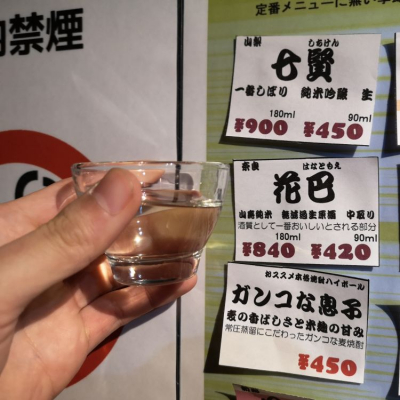 内禁煙
定番メニューに無い季
山梨
しちけん
七賢
一番しぼり 純米吟醸 生
180ml 90ml
¥900 ¥450
奈良
はなともえ
花巴
山廃純米 無濾過生原酒 中取り
酒質として一番おいしいとされる部分
180ml 90ml
¥840 ¥420
おススメ本格焼酎ハイボール
ガンコな息子
麦の香ばしさと米麹の甘み
常圧蒸留にこだわったガンコな麦焼酎
¥450